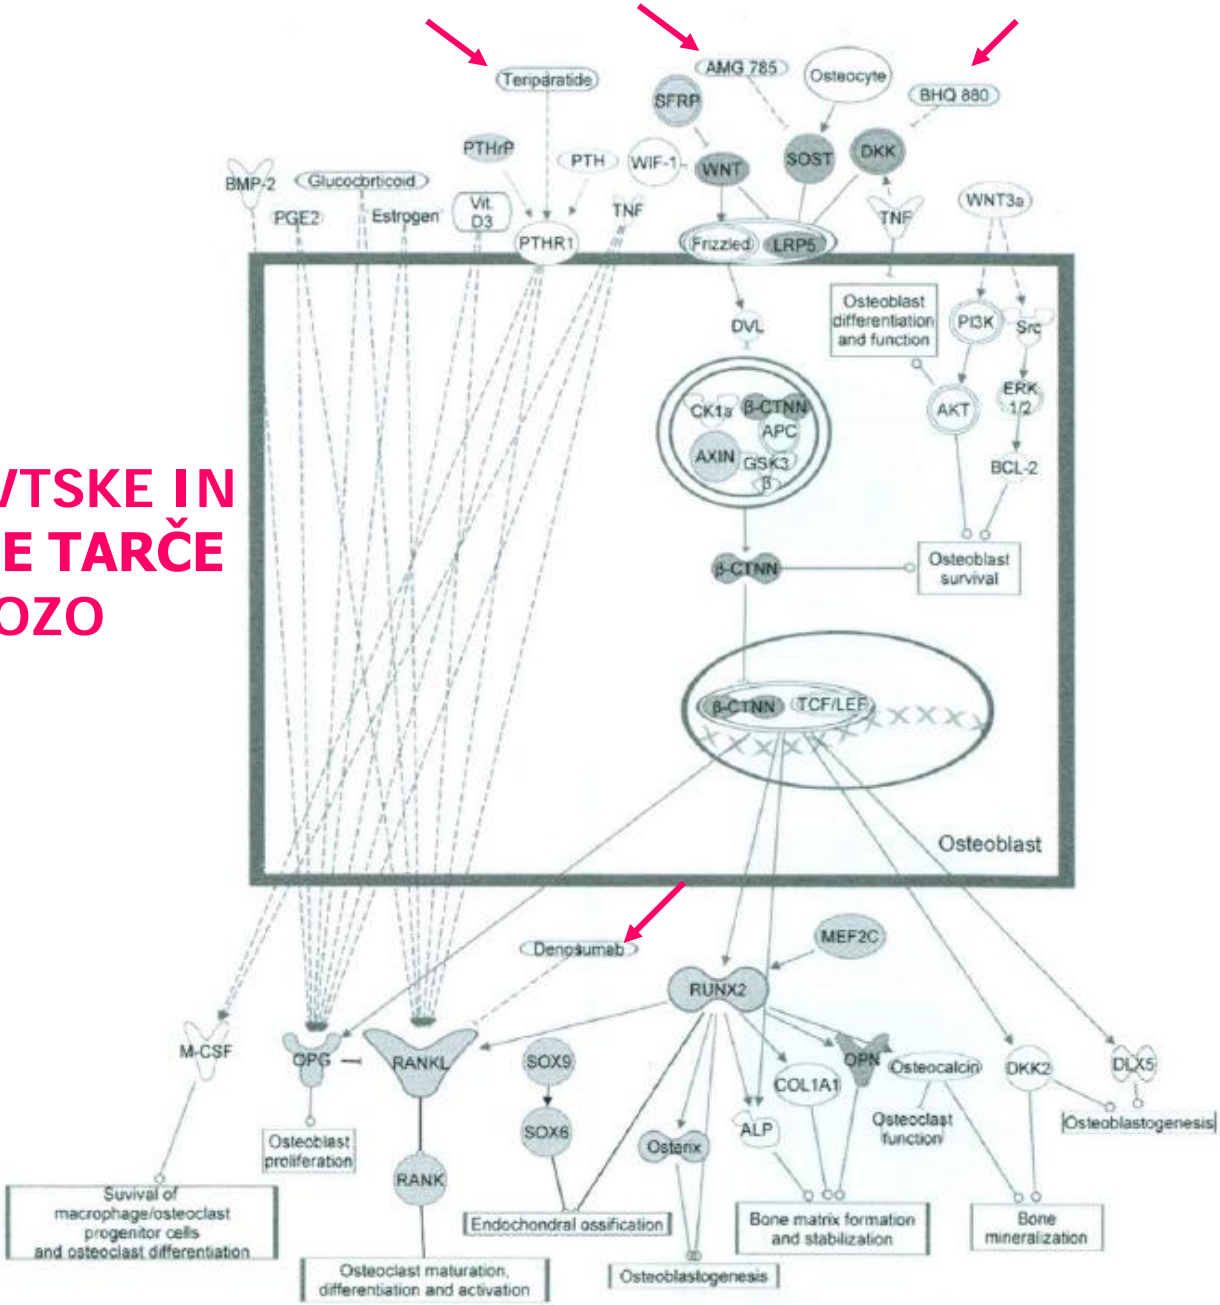 Teriparatide
AMG 785
Osteocyte
BHQ 880
SFRP
PTHrP
PTH
WIF-1
WNT
SOST
DKK
BMP-2
Glucocorticoid
PGE2
Estrogen
Vit.
D3
TNF
TNF
WNT3a
PTHR1
Frizzled
LRP5
Osteoblast
differentiation
and function
PI3K
Src
DVL
CK1a
β-CTNN
APC
AXIN
GSK3
β
AKT
ERK
1/2
BCL-2
VTSKE IN
E TARČE
OZO
β-CTNN
Osteoblast
survival
β-CTNN
TCF/LEF
Osteoblast
Denosumab
MEF2C
RUNX2
M-CSF
OPG
RANKL
SOX9
COL1A1
OPN
Osteocalcin
DKK2
DLX5
Osteoblast
proliferation
SOX6
Osterix
ALP
Osteoclast
function
Osteoblastogenesis
RANK
Suvival of
macrophage/osteoclast
progenitor cells
and osteoclast differentiation
Endochondral ossification
Bone matrix formation
and stabilization
Bone
mineralization
Osteoclast maturation,
differentiation and activation
Osteoblastogenesis